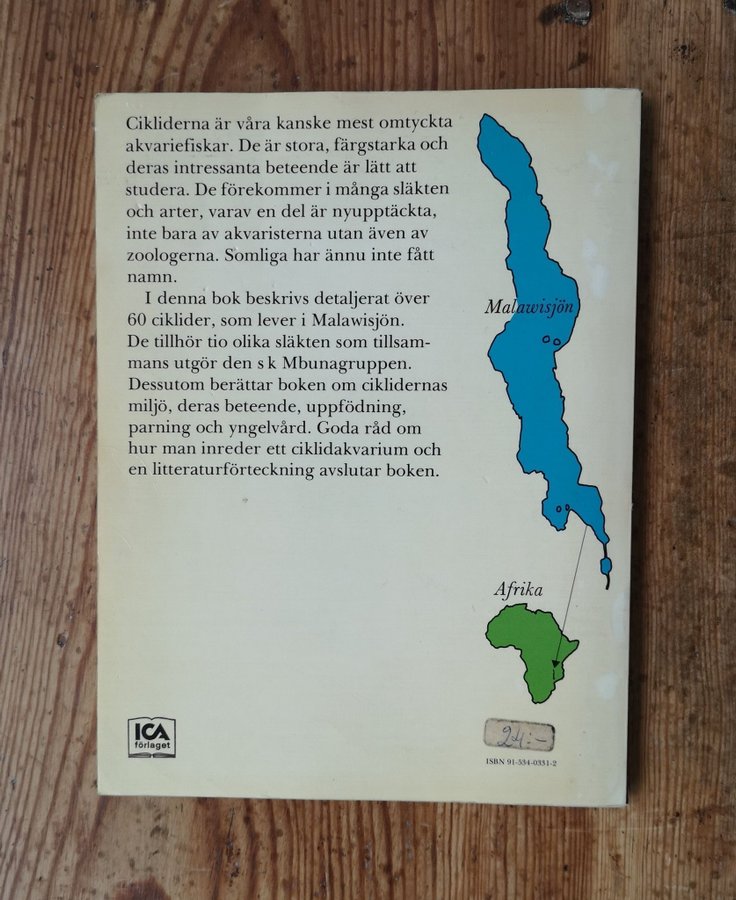 Cikliderna är våra kanske mest omtyckta
akvariefiskar. De är stora, färgstarka och
deras intressanta beteende är lätt att
studera. De förekommer i många släkten
och arter, varav en del är nyupptäckta,
inte bara av akvaristerna utan även av
zoologerna. Somliga har ännu inte fått
namn.
I denna bok beskrivs detaljerat över
60 ciklider, som lever i Malawisjön.
De tillhör tio olika släkten som tillsam-
mans utgör den s k Mbunagruppen.
Dessutom berättar boken om ciklidernas
miljö, deras beteende, uppfödning,
parning och yngelvård. Goda råd om
hur man inreder ett ciklidakvarium och
en litteraturförteckning avslutar boken.
Malawisjön
Afrika
ICA
förlaget
24:-
ISBN 91-534-0331-2